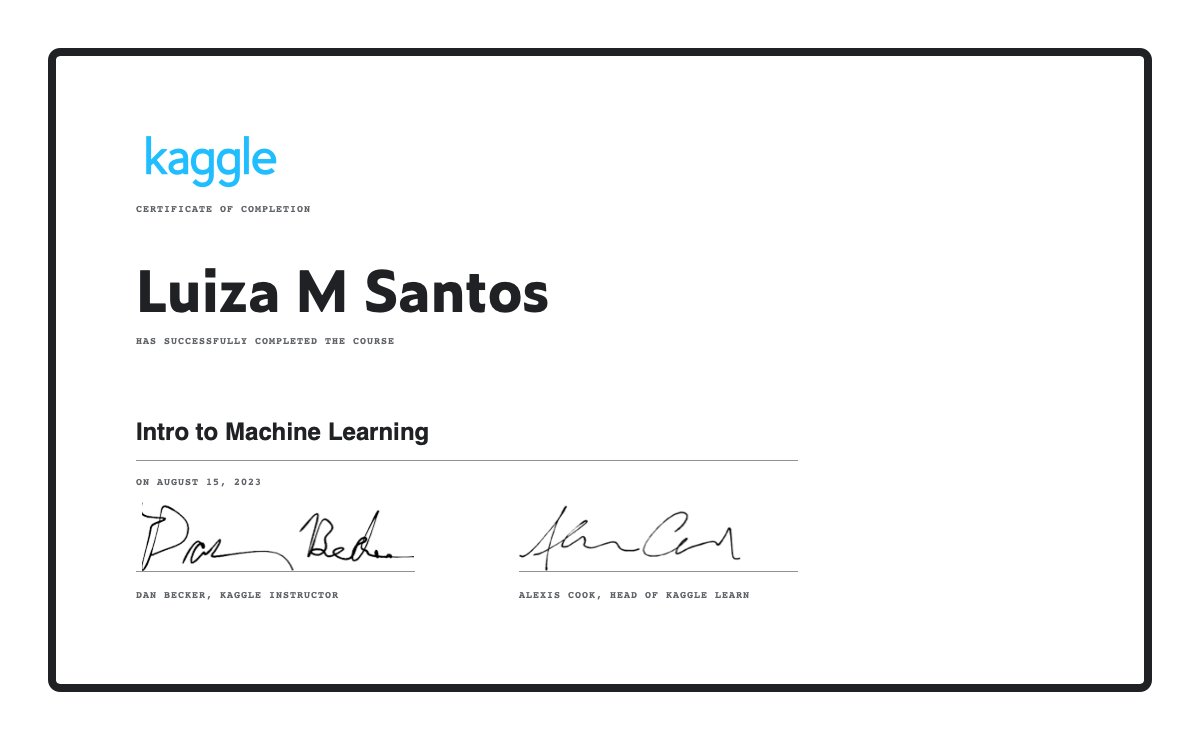 kaggle
CERTIFICATE OF COMPLETION
Luiza M Santos
HAS SUCCESSFULLY COMPLETED THE COURSE
Intro to Machine Learning
ON AUGUST 15, 2023
Dan Becker
Alexis Cook
DAN BECKER, KAGGLE INSTRUCTOR
ALEXIS COOK, HEAD OF KAGGLE LEARN